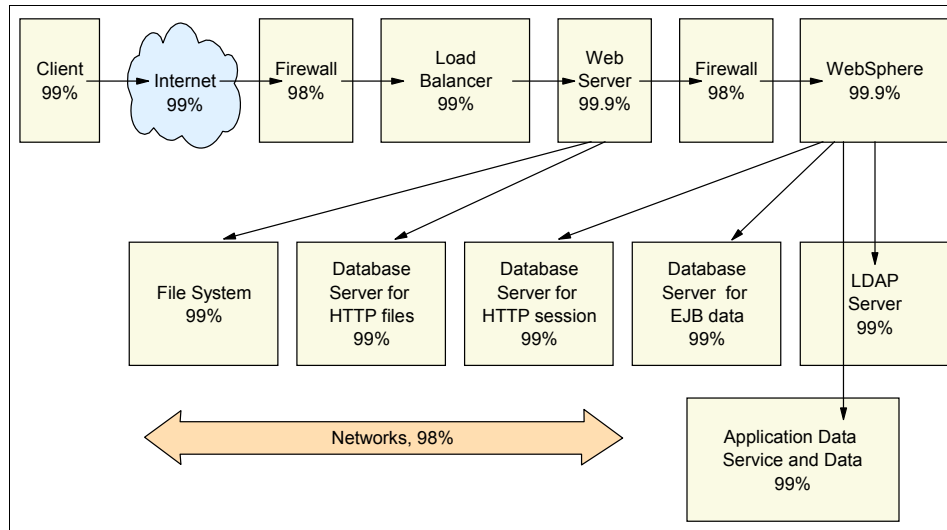 Client
99%
Internet
99%
Firewall
98%
Load
Balancer
99%
Web
Server
99.9%
Firewall
98%
WebSphere
99.9%
File System
99%
Database
Server for
HTTP files
99%
Database
Server for
HTTP session
99%
Database
Server for
EJB data
99%
LDAP
Server
99%
Networks, 98%
Application Data
Service and Data
99%